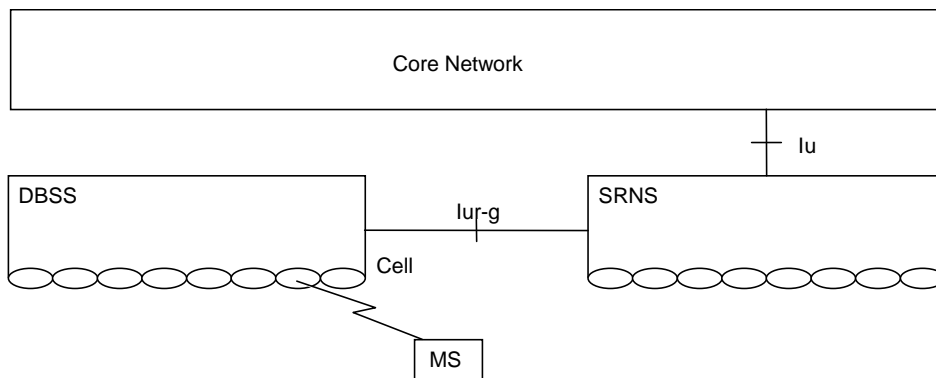 Core Network
Iu
DBSS
SRNS
Iur-g
Cell
MS